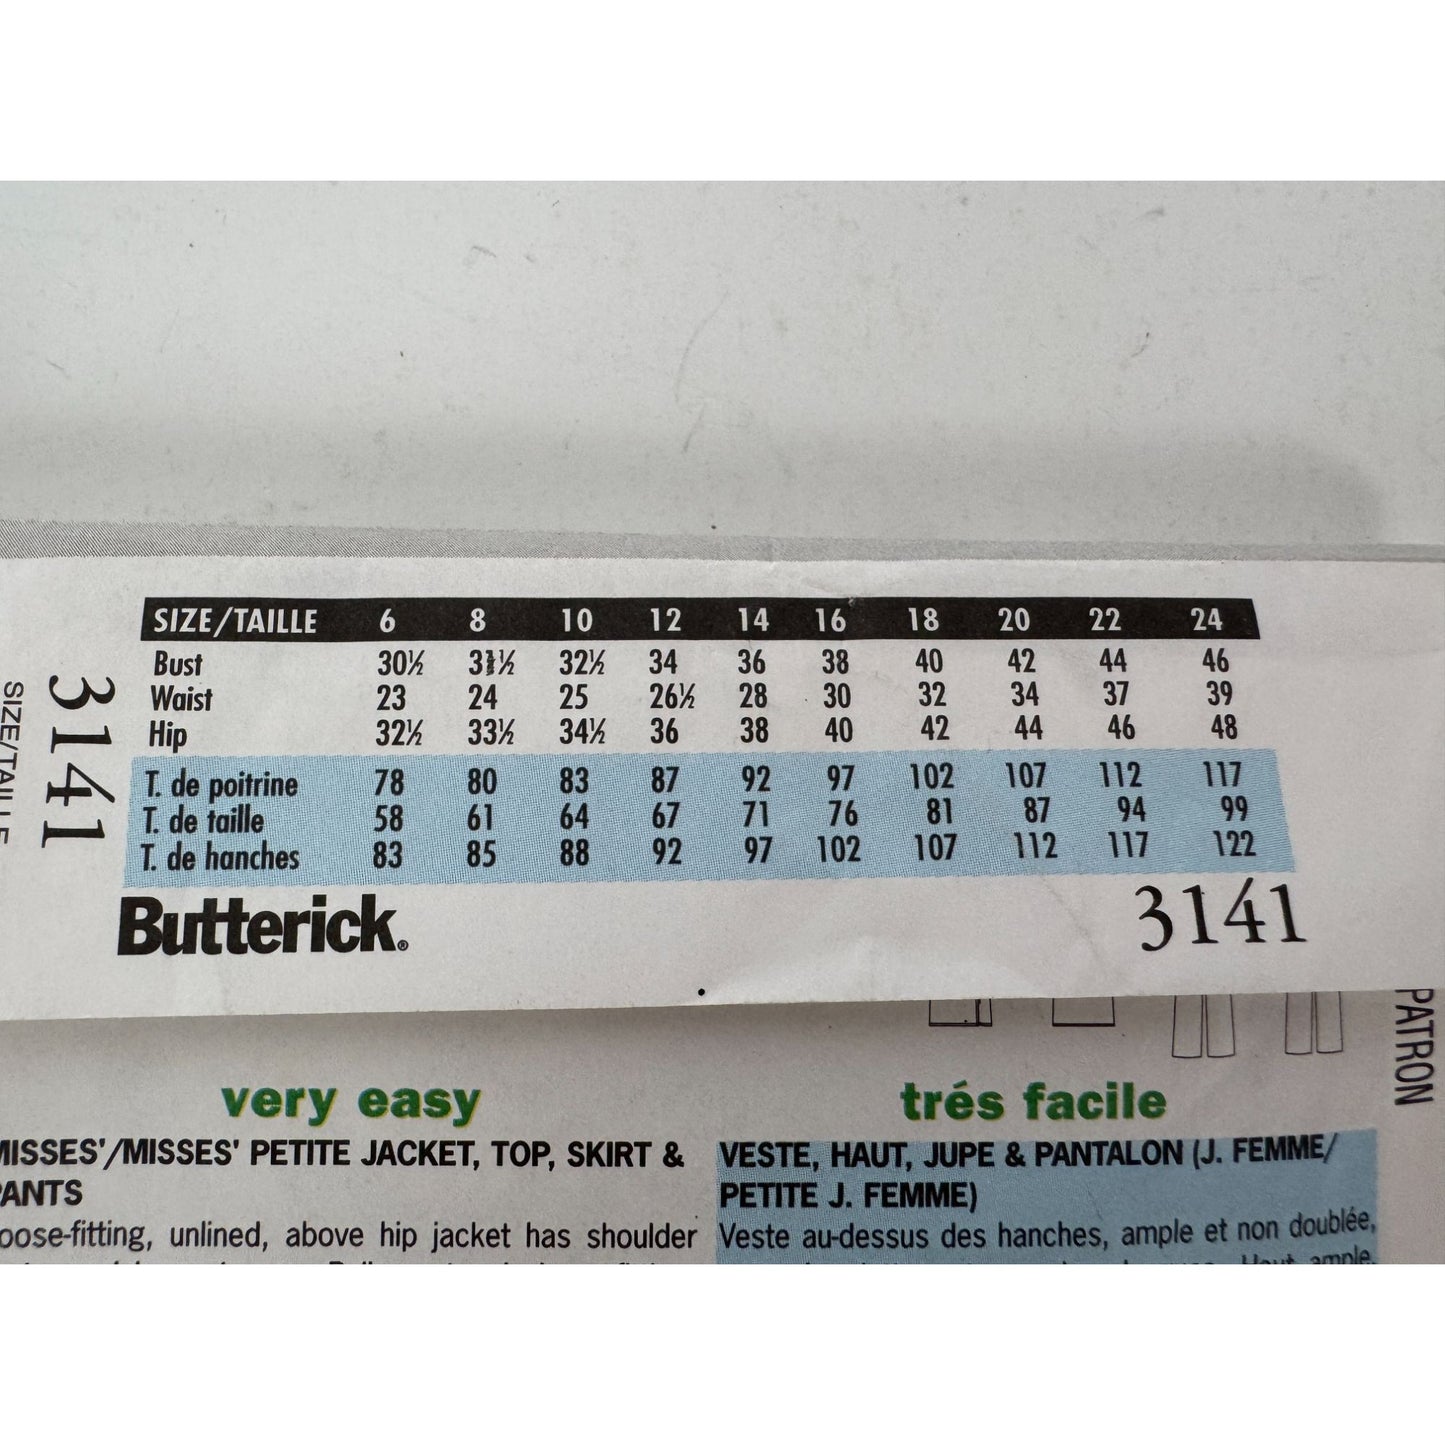 SIZE/TAILLE 6 8 10 12 14 16 18 20 22 24
Bust 30½ 31½ 32½ 34 36 38 40 42 44 46
Waist 23 24 25 26½ 28 30 32 34 37 39
Hip 32½ 33½ 34½ 36 38 40 42 44 46 48
T. de poitrine 78 80 83 87 92 97 102 107 112 117
T. de taille 58 61 64 67 71 76 81 87 94 99
T. de hanches 83 85 88 92 97 102 107 112 117 122
Butterick®
3141
3141
SIZE/TAILLE
PATRON
very easy
MISSES'/MISSES' PETITE JACKET, TOP, SKIRT &
PANTS
oose-fitting, unlined, above hip jacket has shoulder
trés facile
VESTE, HAUT, JUPE & PANTALON (J. FEMME/
PETITE J. FEMME)
Veste au-dessus des hanches, ample et non doublée,
Haut ample,